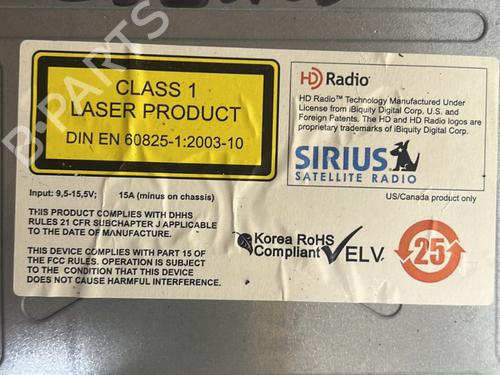 B-PARTS
CLASS 1
LASER PRODUCT
DIN EN 60825-1:2003-10
HD Radio™
HD Radio™ Technology Manufactured Under
License from iBiquity Digital Corp. U.S. and
Foreign Patents. The HD and HD Radio logos are
proprietary trademarks of iBiquity Digital Corp.
SIRIUS
SATELLITE RADIO
US/Canada product only
Input: 9,5-15,5V; 15A (minus on chassis)
THIS PRODUCT COMPLIES WITH DHHS
RULES 21 CFR SUBCHAPTER J APPLICABLE
TO THE DATE OF MANUFACTURE.
THIS DEVICE COMPLIES WITH PART 15 OF
THE FCC RULES. OPERATION IS SUBJECT
TO THE CONDITION THAT THIS DEVICE
DOES NOT CAUSE HARMFUL INTERFERENCE.
Korea RoHS
Compliant
ELV
25